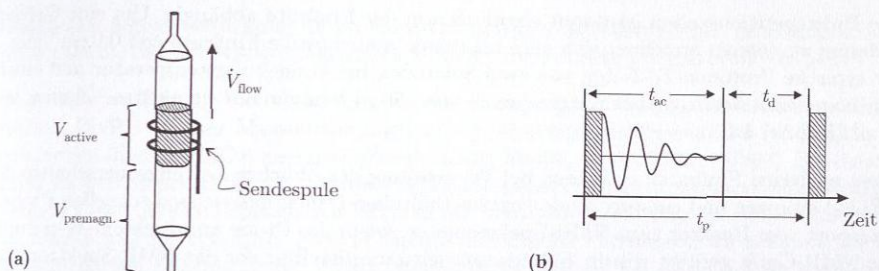 V̇flow
Vactive
Vpremagn.
Sendespule
(a)
tac
td
tp
Zeit
(b)